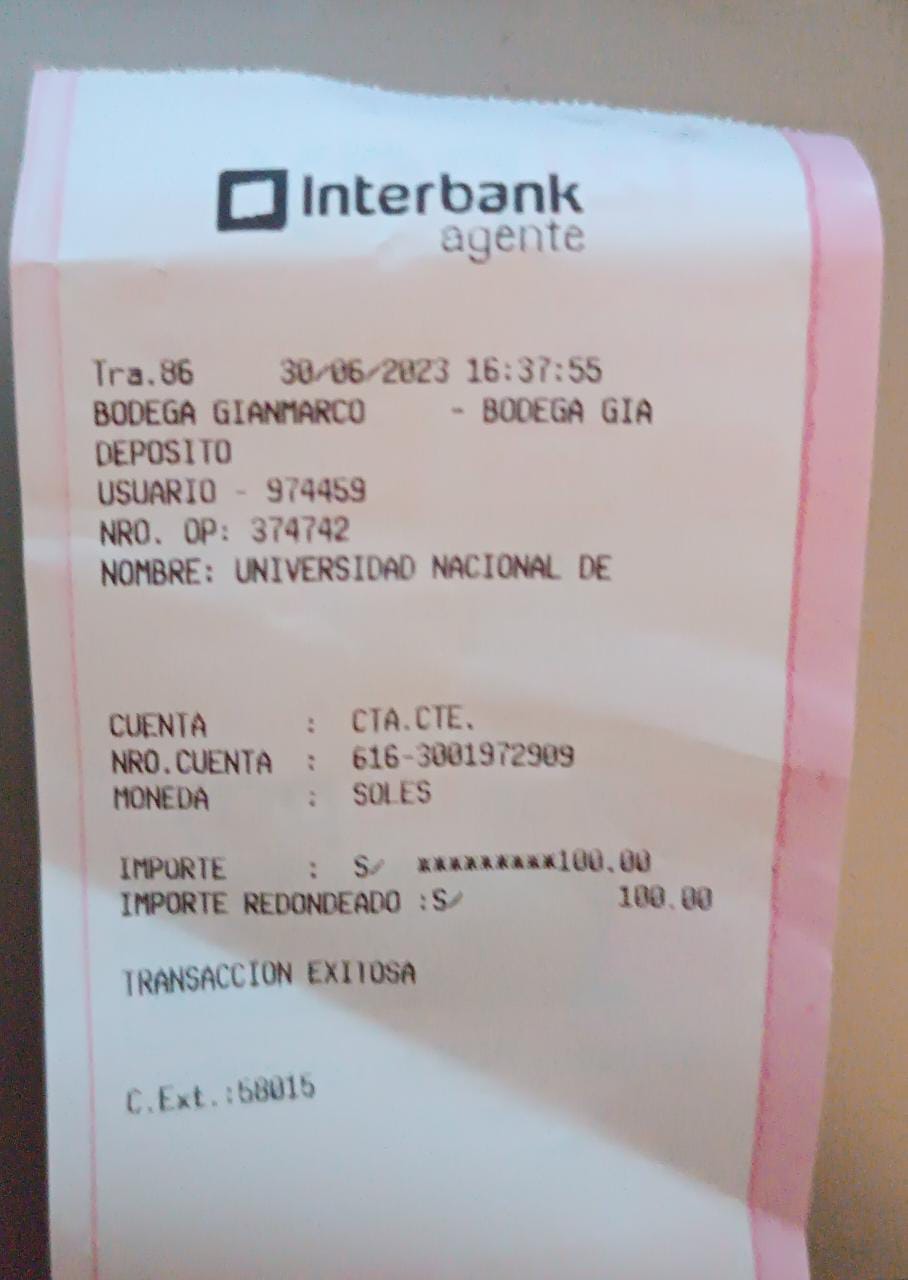 Interbank
agente
Tra.86 30/06/2023 16:37:55
BODEGA GIANMARCO - BODEGA GIA
DEPOSITO
USUARIO - 974459
NRO. OP: 374742
NOMBRE: UNIVERSIDAD NACIONAL DE
CUENTA : CTA.CTE.
NRO.CUENTA : 616-3001972909
MONEDA : SOLES
IMPORTE : S/ *********100.00
IMPORTE REDONDEADO :S/ 100.00
TRANSACCION EXITOSA
C.Ext.:58015